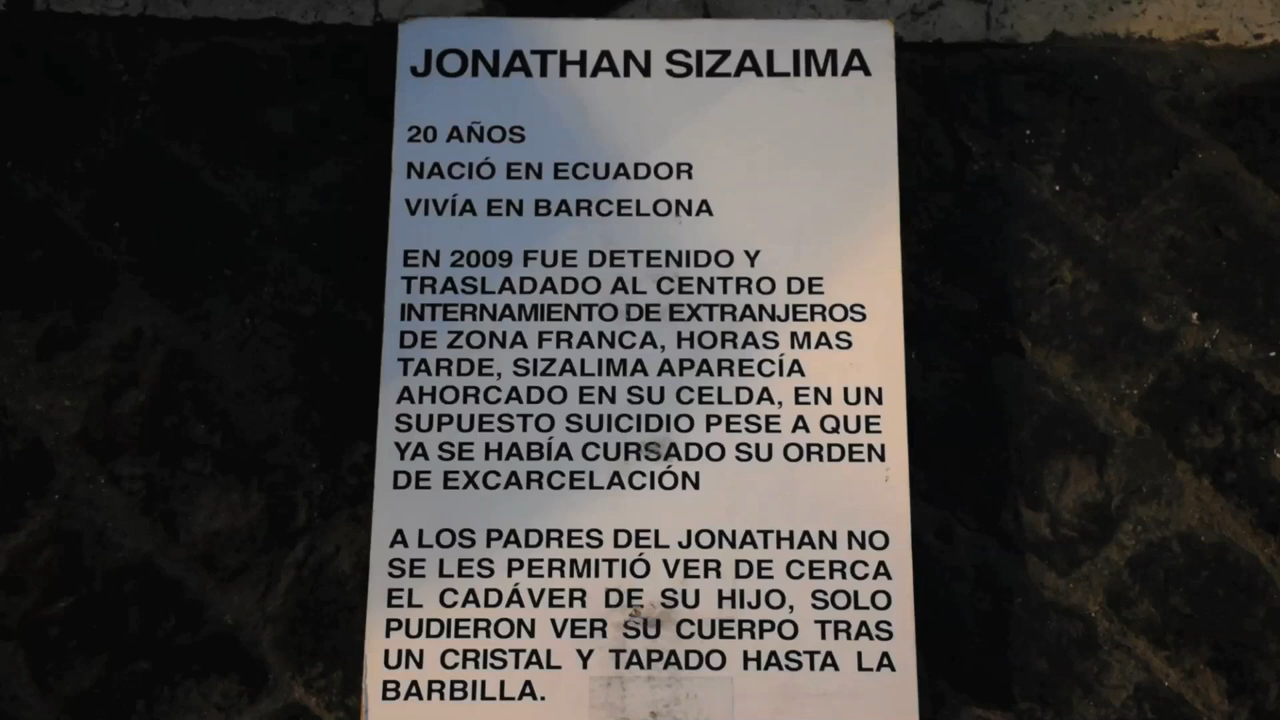 JONATHAN SIZALIMA
20 AÑOS
NACIÓ EN ECUADOR
VIVÍA EN BARCELONA
EN 2009 FUE DETENIDO Y
TRASLADADO AL CENTRO DE
INTERNAMIENTO DE EXTRANJEROS
DE ZONA FRANCA, HORAS MAS
TARDE, SIZALIMA APARECÍA
AHORCADO EN SU CELDA, EN UN
SUPUESTO SUICIDIO PESE A QUE
YA SE HABÍA CURSADO SU ORDEN
DE EXCARCELACIÓN
A LOS PADRES DEL JONATHAN NO
SE LES PERMITIÓ VER DE CERCA
EL CADÁVER DE SU HIJO, SOLO
PUDIERON VER SU CUERPO TRAS
UN CRISTAL Y TAPADO HASTA LA
BARBILLA.